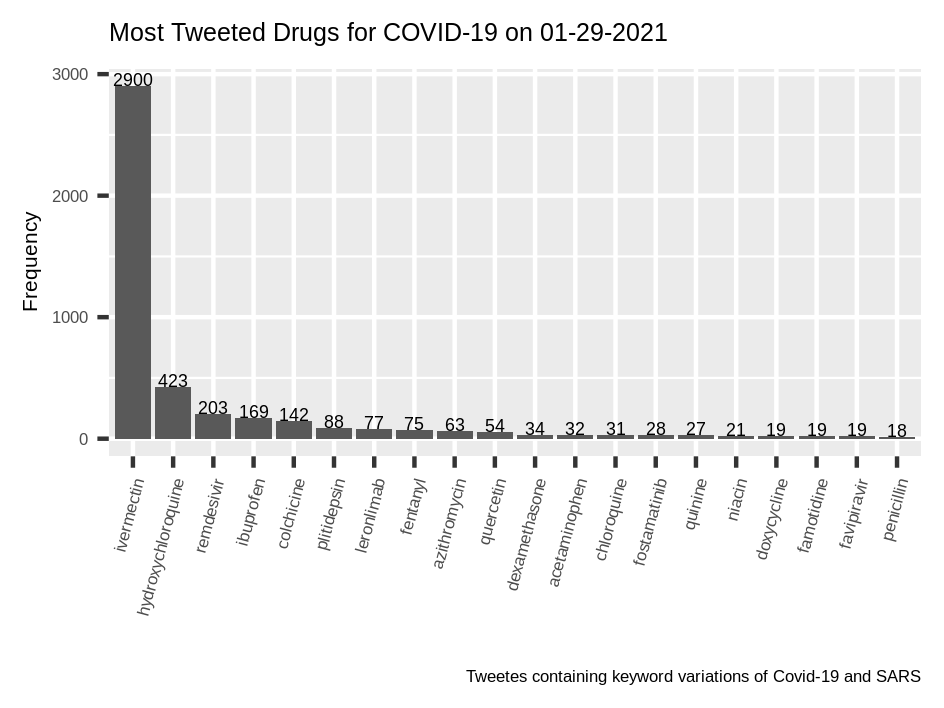 Most Tweeted Drugs for COVID-19 on 01-29-2021
Frequency
3000
2000
1000
0
2900
423
203
169
142
88
77
75
63
54
34
32
31
28
27
21
19
19
19
18
ivermectin
hydroxychloroquine
remdesivir
ibuprofen
colchicine
plitidepsin
leronlimab
fentanyl
azithromycin
quercetin
dexamethasone
acetaminophen
chloroquine
fostamatinib
quinine
niacin
doxycycline
famotidine
favipiravir
penicillin
Tweetes containing keyword variations of Covid-19 and SARS